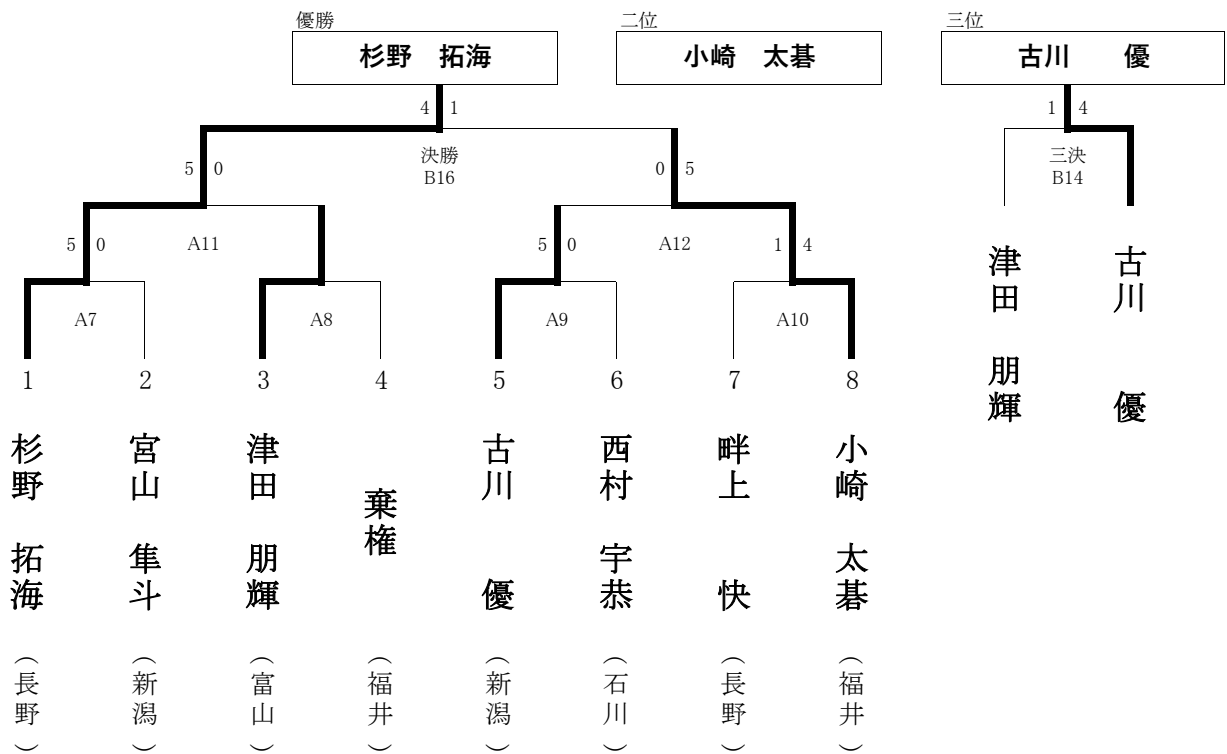 優勝
二位
三位
杉野　拓海
小崎　太碁
古川　　優
4 1
1 4
決勝
B16
三決
B14
5 0
0 5
5 0
A11
5 0
A12
1 4
A7
A8
A9
A10
津田　朋輝
古川　　優
1
2
3
4
5
6
7
8
杉野　拓海
宮山　隼斗
津田　朋輝
棄権
古川　　優
西村　宇恭
畔上　　快
小崎　太碁
（長野）
（新潟）
（富山）
（福井）
（新潟）
（石川）
（長野）
（福井）